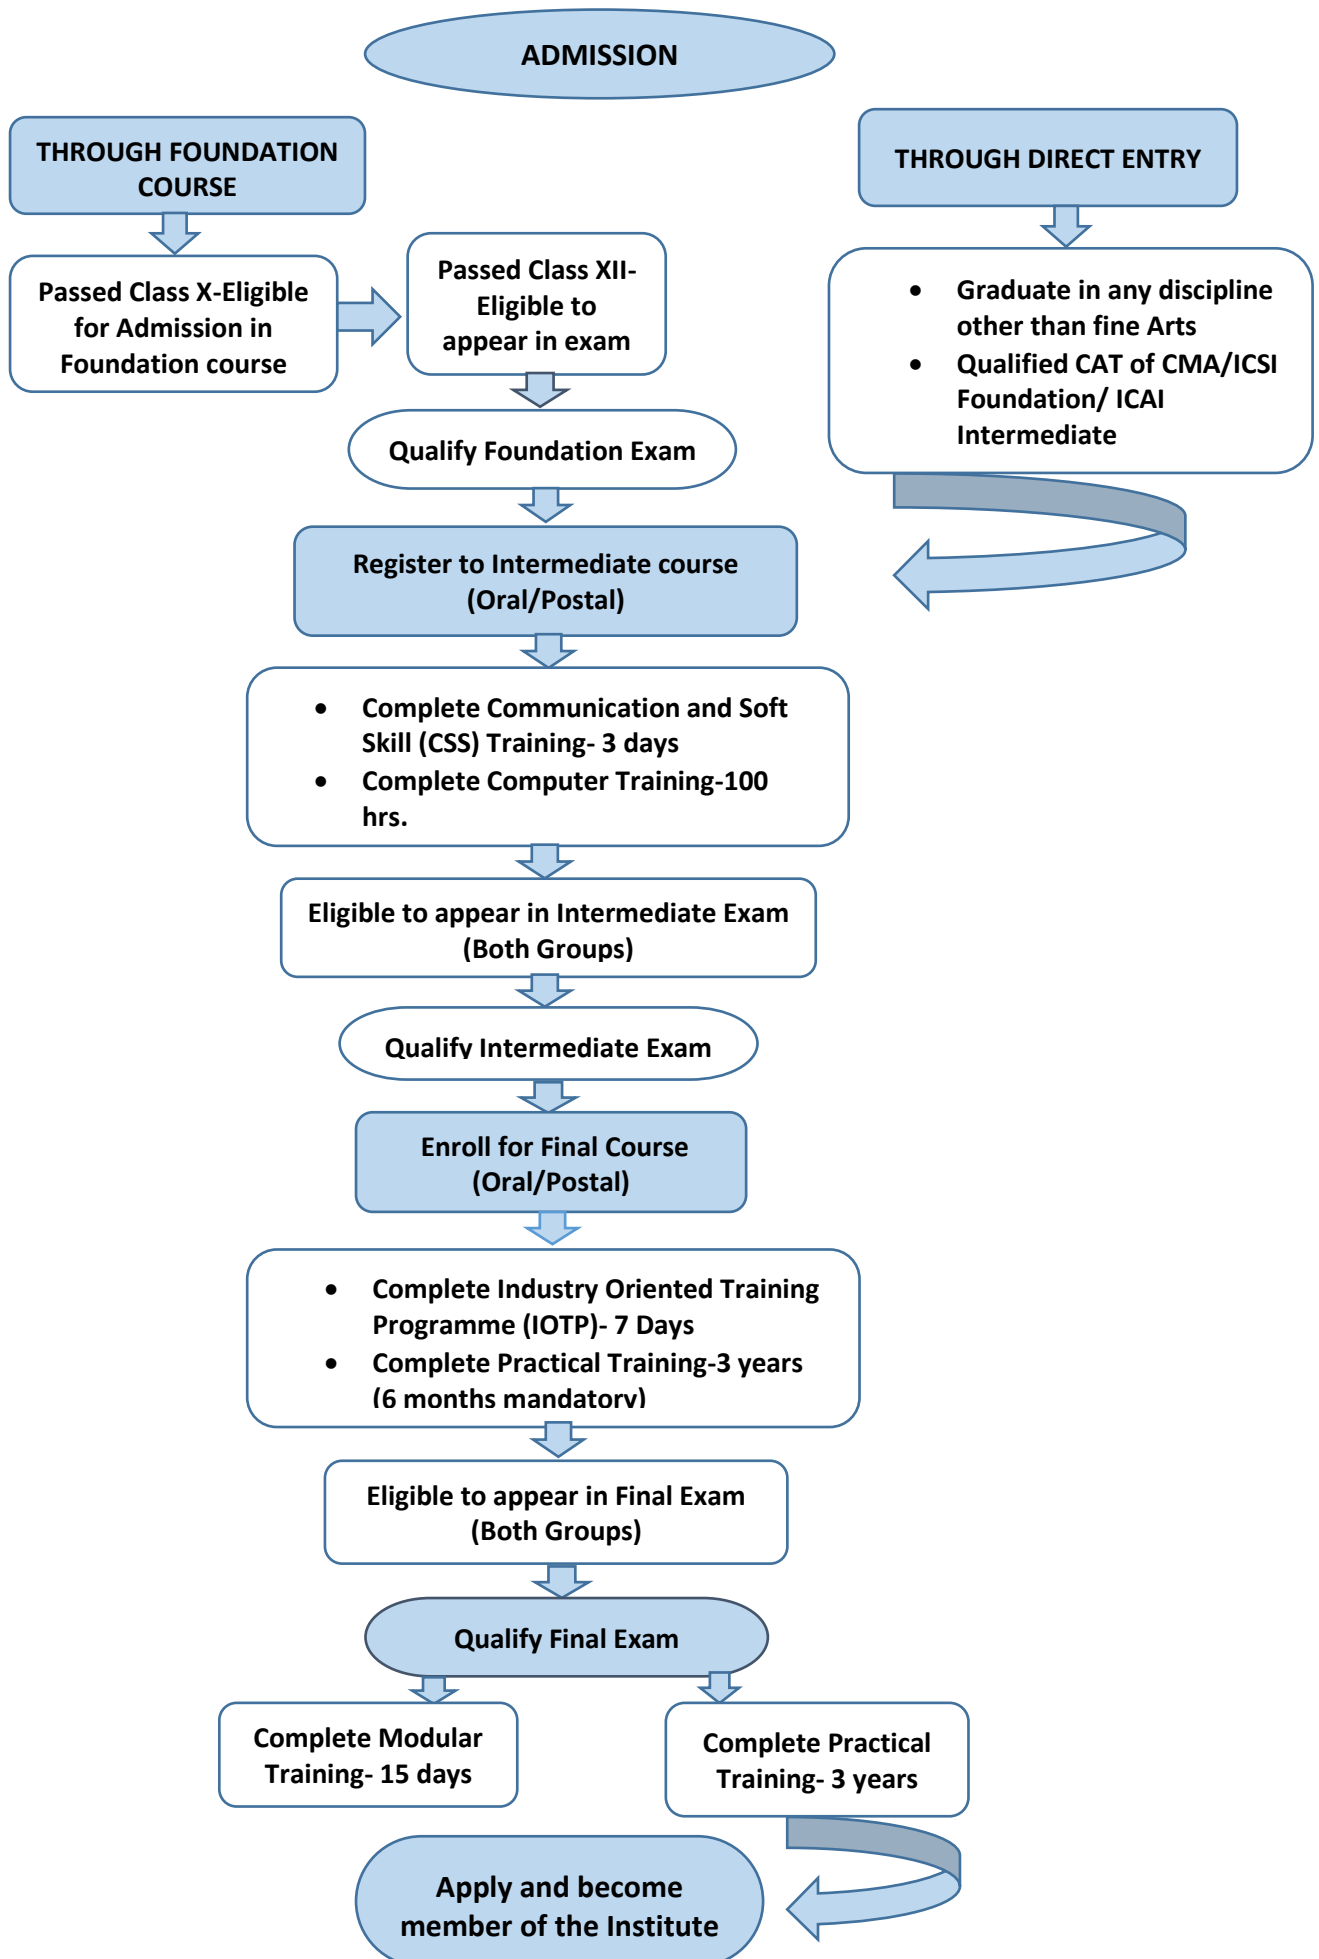 ADMISSION
THROUGH FOUNDATION
COURSE
THROUGH DIRECT ENTRY
Passed Class X-Eligible
for Admission in
Foundation course
Passed Class XII-
Eligible to
appear in exam
• Graduate in any discipline
other than fine Arts
• Qualified CAT of CMA/ICSI
Foundation/ ICAI
Intermediate
Qualify Foundation Exam
Register to Intermediate course
(Oral/Postal)
• Complete Communication and Soft
Skill (CSS) Training- 3 days
• Complete Computer Training-100
hrs.
Eligible to appear in Intermediate Exam
(Both Groups)
Qualify Intermediate Exam
Enroll for Final Course
(Oral/Postal)
• Complete Industry Oriented Training
Programme (IOTP)- 7 Days
• Complete Practical Training-3 years
(6 months mandatory)
Eligible to appear in Final Exam
(Both Groups)
Qualify Final Exam
Complete Modular
Training- 15 days
Complete Practical
Training- 3 years
Apply and become
member of the Institute